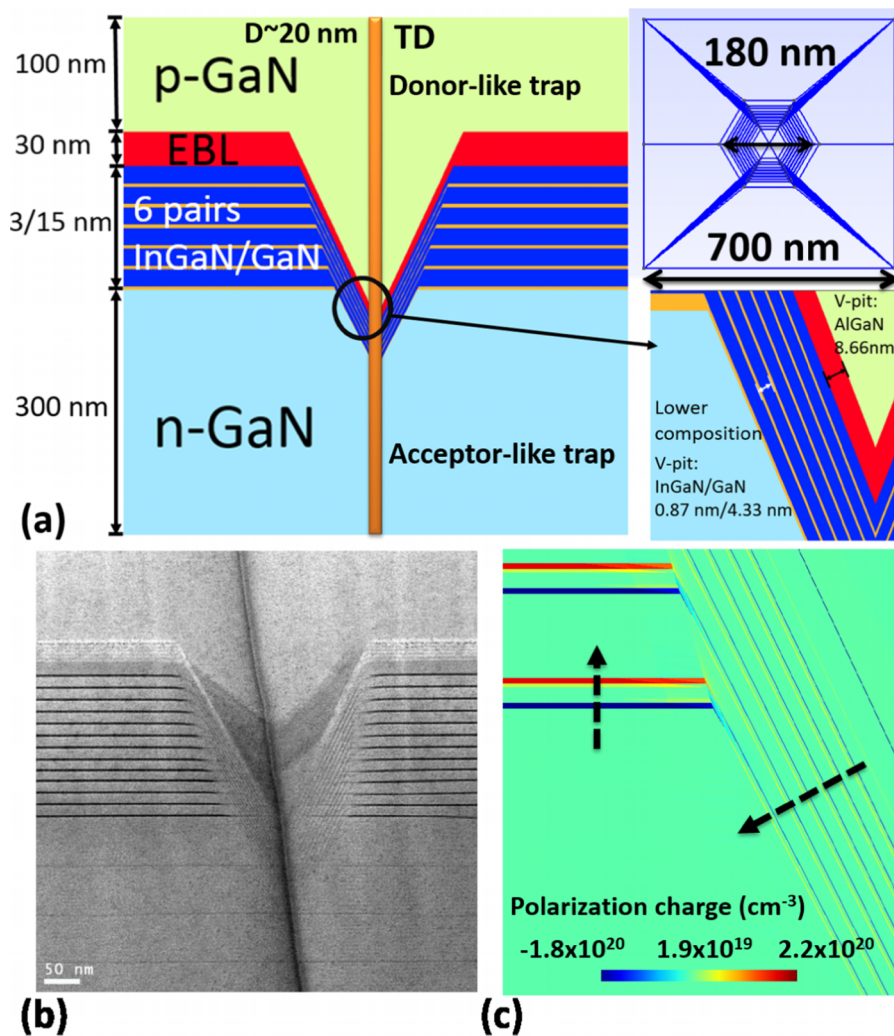 100 nm
D~20 nm
TD
p-GaN
Donor-like trap
30 nm
EBL
3/15 nm
6 pairs
InGaN/GaN
300 nm
n-GaN
Acceptor-like trap
(a)
180 nm
700 nm
V-pit:
AlGaN
8.66nm
Lower
composition
V-pit:
InGaN/GaN
0.87 nm/4.33 nm
50 nm
(b)
Polarization charge (cm⁻³)
-1.8x10²⁰ 1.9x10¹⁹ 2.2x10²⁰
(c)